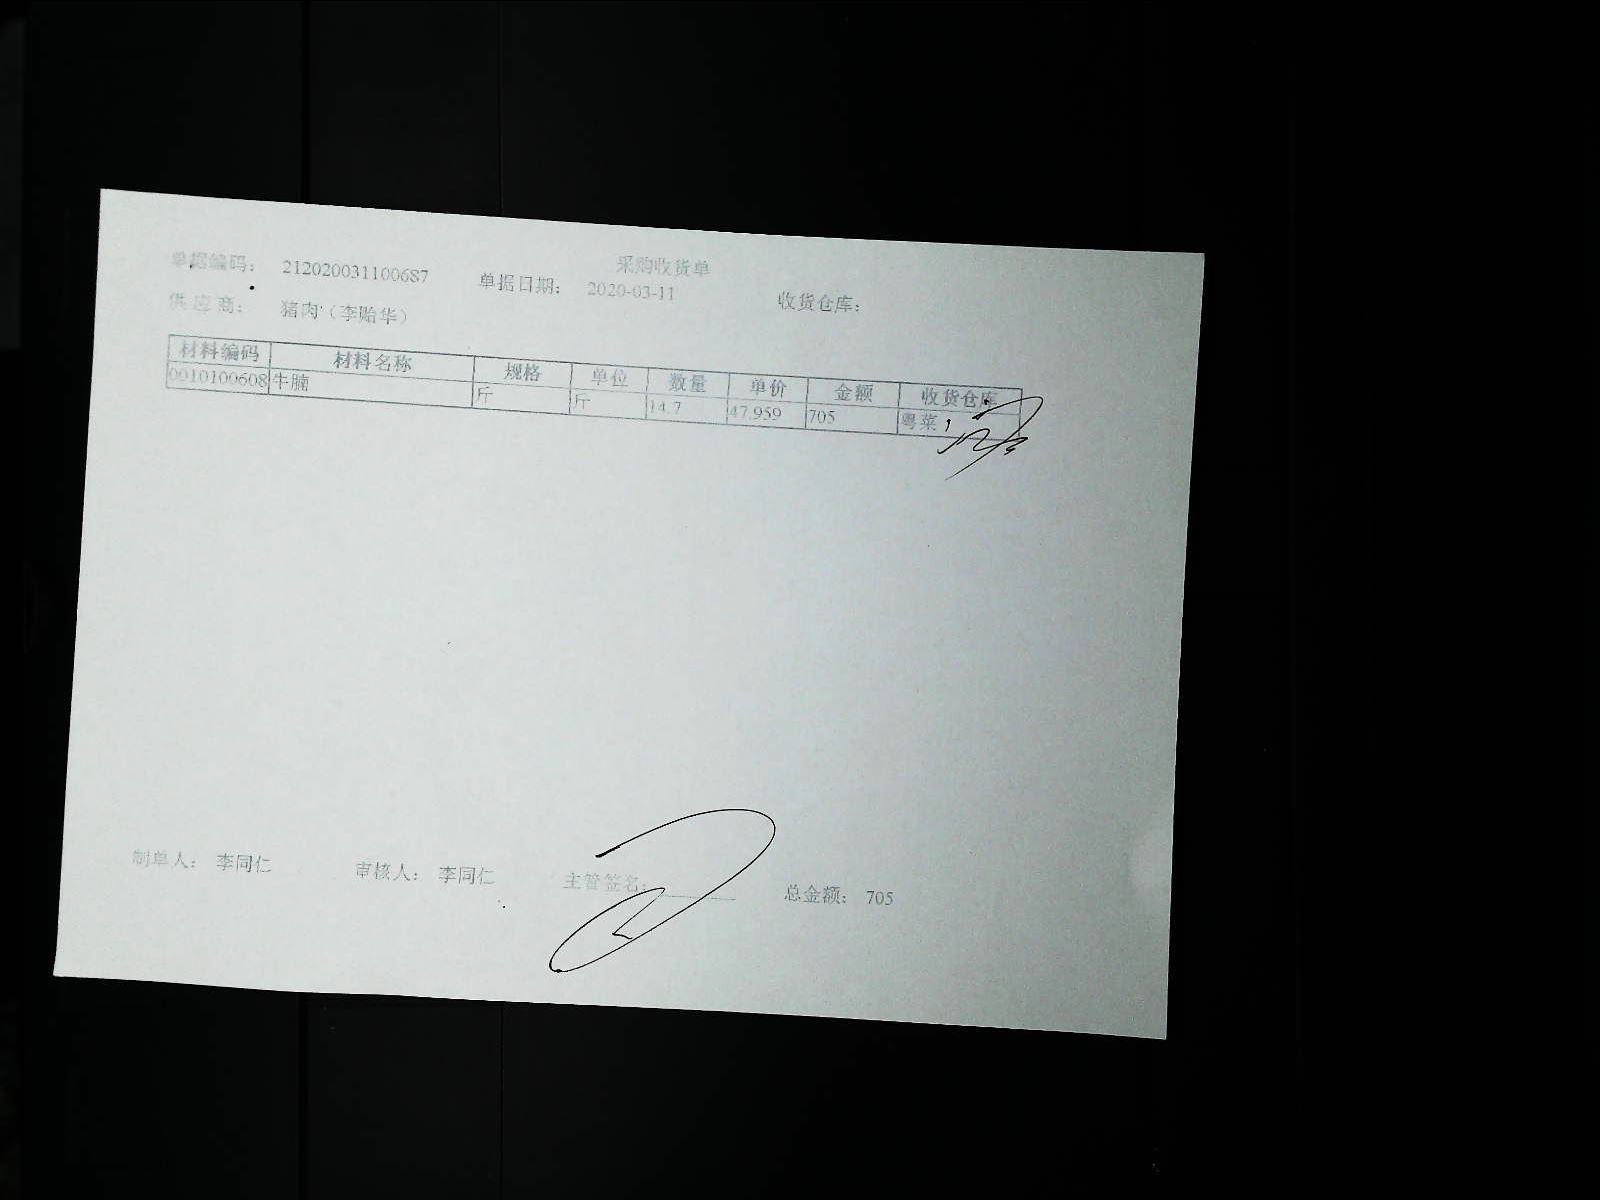 采购收货单
单据编码： 212020031100687 单据日期： 2020-03-11 收货仓库：
供应商： 猪肉（李贻华）
材料编码 材料名称 规格 单位 数量 单价 金额 收货仓库
0010100608 牛腩 斤 斤 14.7 47.959 705 粤菜
制单人： 李同仁 审核人： 李同仁 主管签名： 总金额： 705